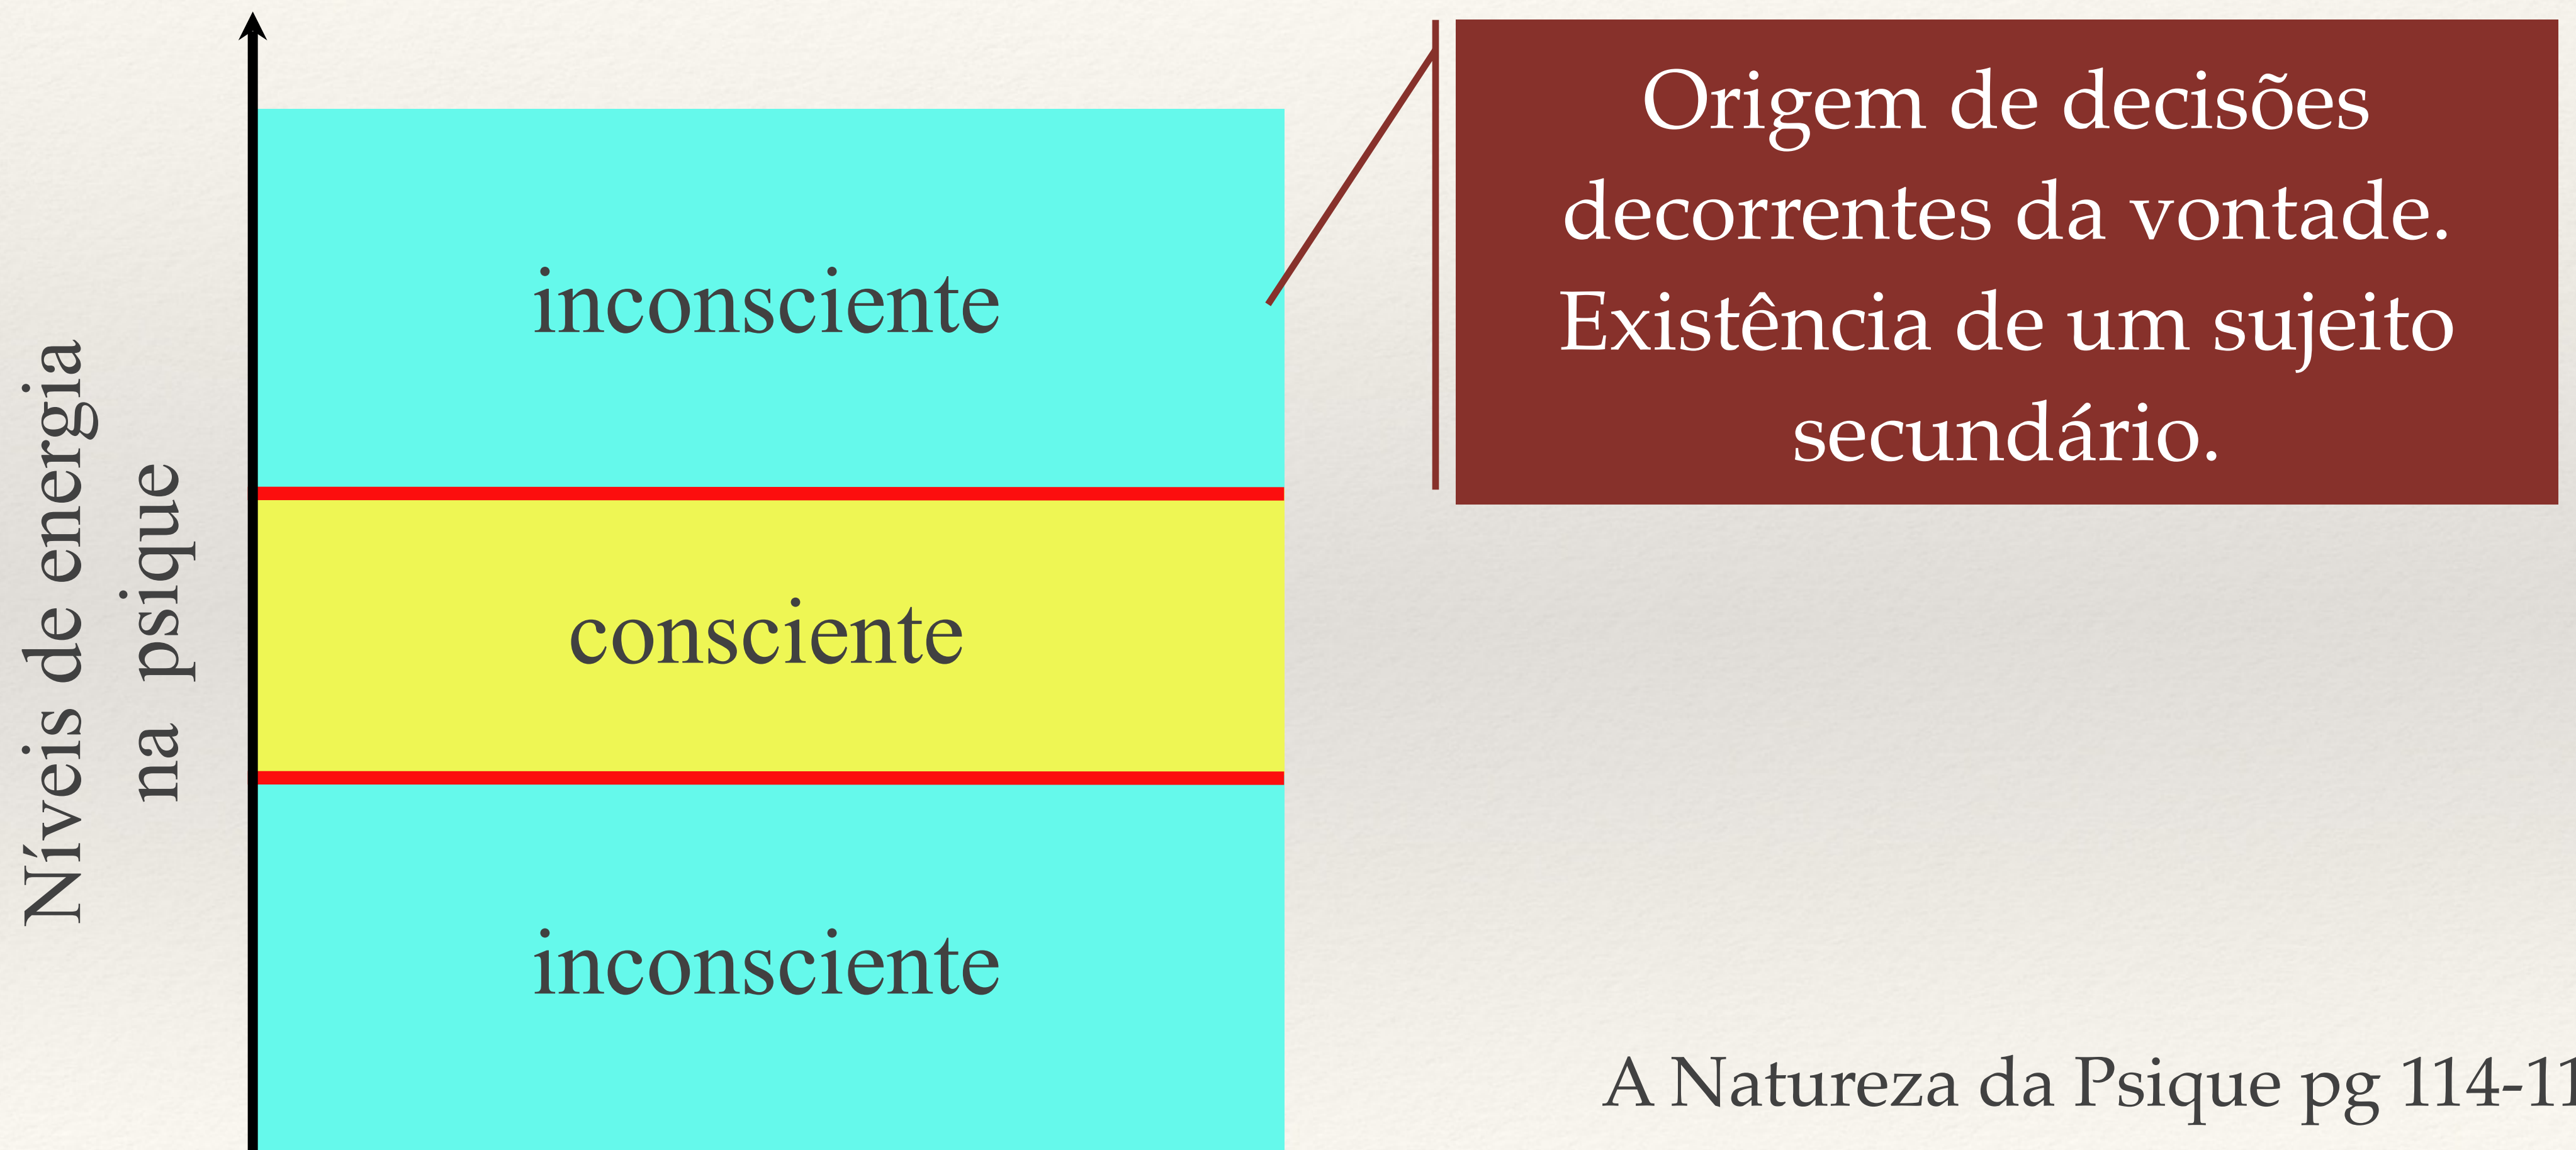 Níveis de energia
na psique
inconsciente
consciente
inconsciente
Origem de decisões
decorrentes da vontade.
Existência de um sujeito
secundário.
A Natureza da Psique pg 114-11